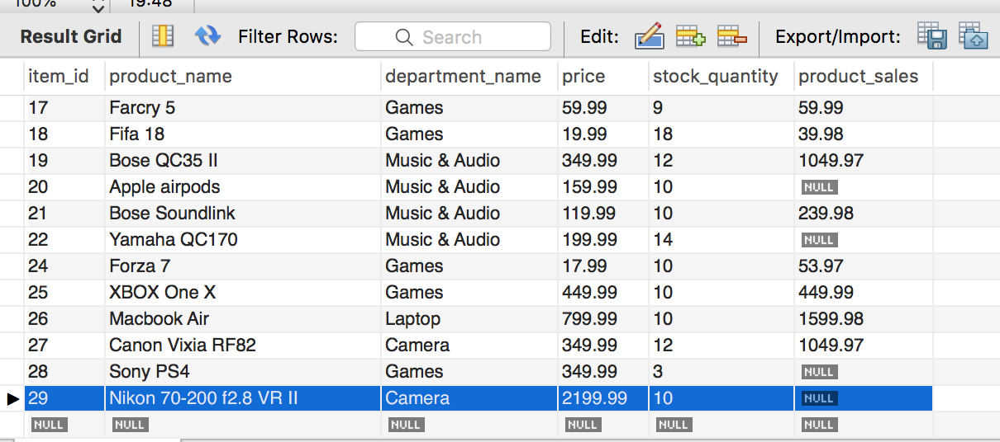 100% 19:48
Result Grid Filter Rows: Search Edit: Export/Import:
item_id product_name department_name price stock_quantity product_sales
17 Farcry 5 Games 59.99 9 59.99
18 Fifa 18 Games 19.99 18 39.98
19 Bose QC35 II Music & Audio 349.99 12 1049.97
20 Apple airpods Music & Audio 159.99 10 NULL
21 Bose Soundlink Music & Audio 119.99 10 239.98
22 Yamaha QC170 Music & Audio 199.99 14 NULL
24 Forza 7 Games 17.99 10 53.97
25 XBOX One X Games 449.99 10 449.99
26 Macbook Air Laptop 799.99 10 1599.98
27 Canon Vixia RF82 Camera 349.99 12 1049.97
28 Sony PS4 Games 349.99 3 NULL
29 Nikon 70-200 f2.8 VR II Camera 2199.99 10 NULL
NULL NULL NULL NULL NULL NULL